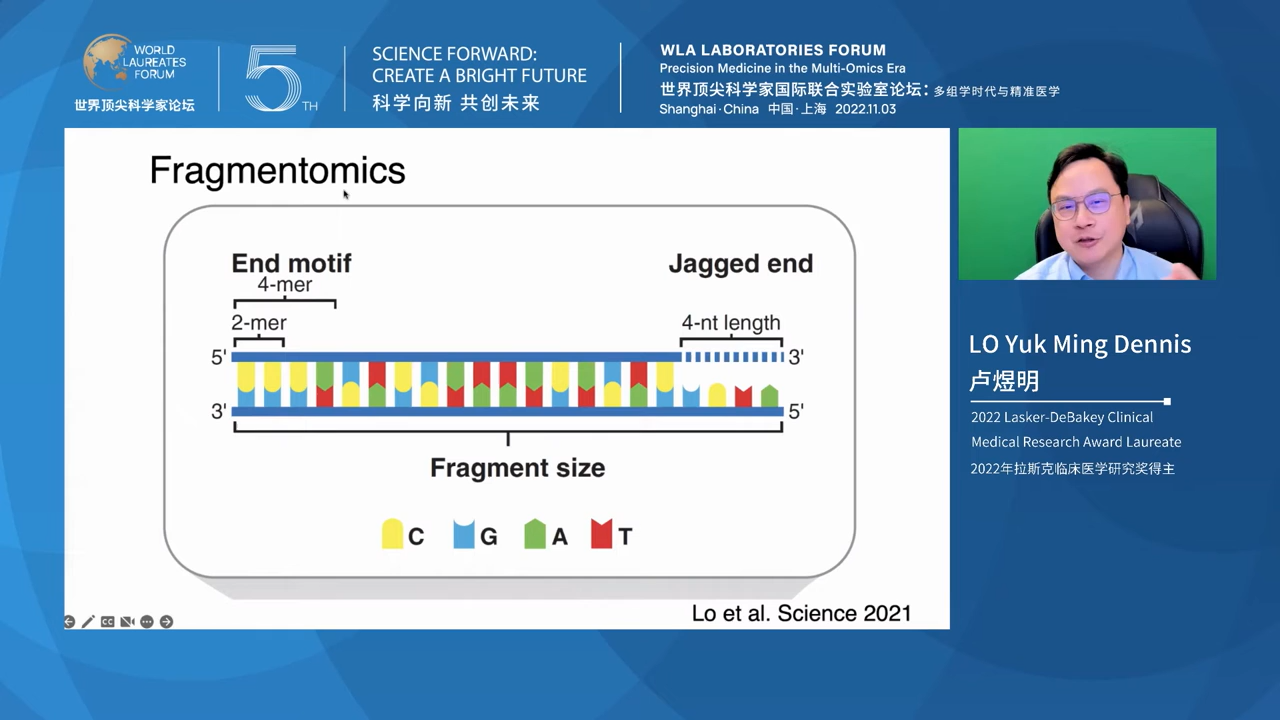 WORLD
LAUREATES
FORUM
世界顶尖科学家论坛
5TH
SCIENCE FORWARD:
CREATE A BRIGHT FUTURE
科学向新 共创未来
WLA LABORATORIES FORUM
Precision Medicine in the Multi-Omics Era
世界顶尖科学家国际联合实验室论坛：多组学时代与精准医学
Shanghai·China 中国·上海 2022.11.03
Fragmentomics
End motif
4-mer
2-mer
Jagged end
4-nt length
5' 3'
3' 5'
Fragment size
C G A T
Lo et al. Science 2021
CC
LO Yuk Ming Dennis
卢煜明
2022 Lasker-DeBakey Clinical
Medical Research Award Laureate
2022年拉斯克临床医学研究奖得主